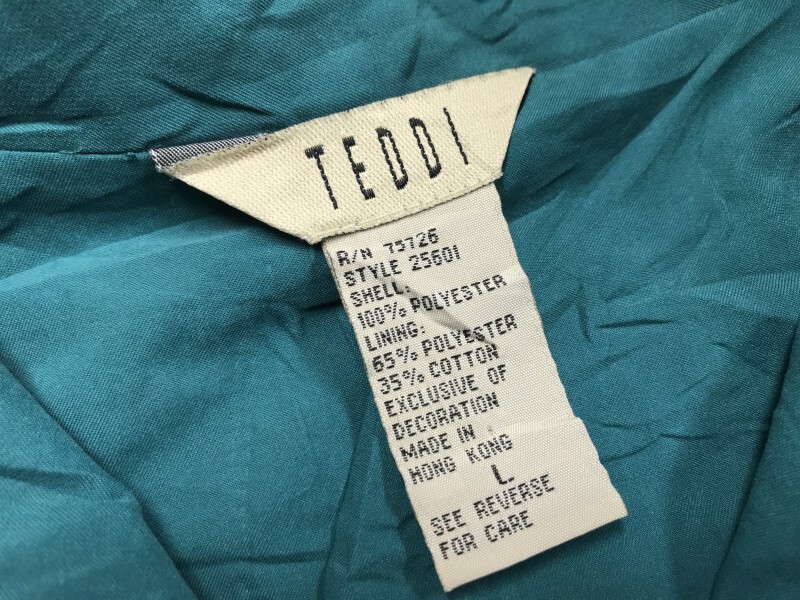 TEDDI
R/N 75726
STYLE 25601
SHELL:
100% POLYESTER
LINING:
65% POLYESTER
35% COTTON
EXCLUSIVE OF
DECORATION
MADE IN
HONG KONG
L
SEE REVERSE
FOR CARE